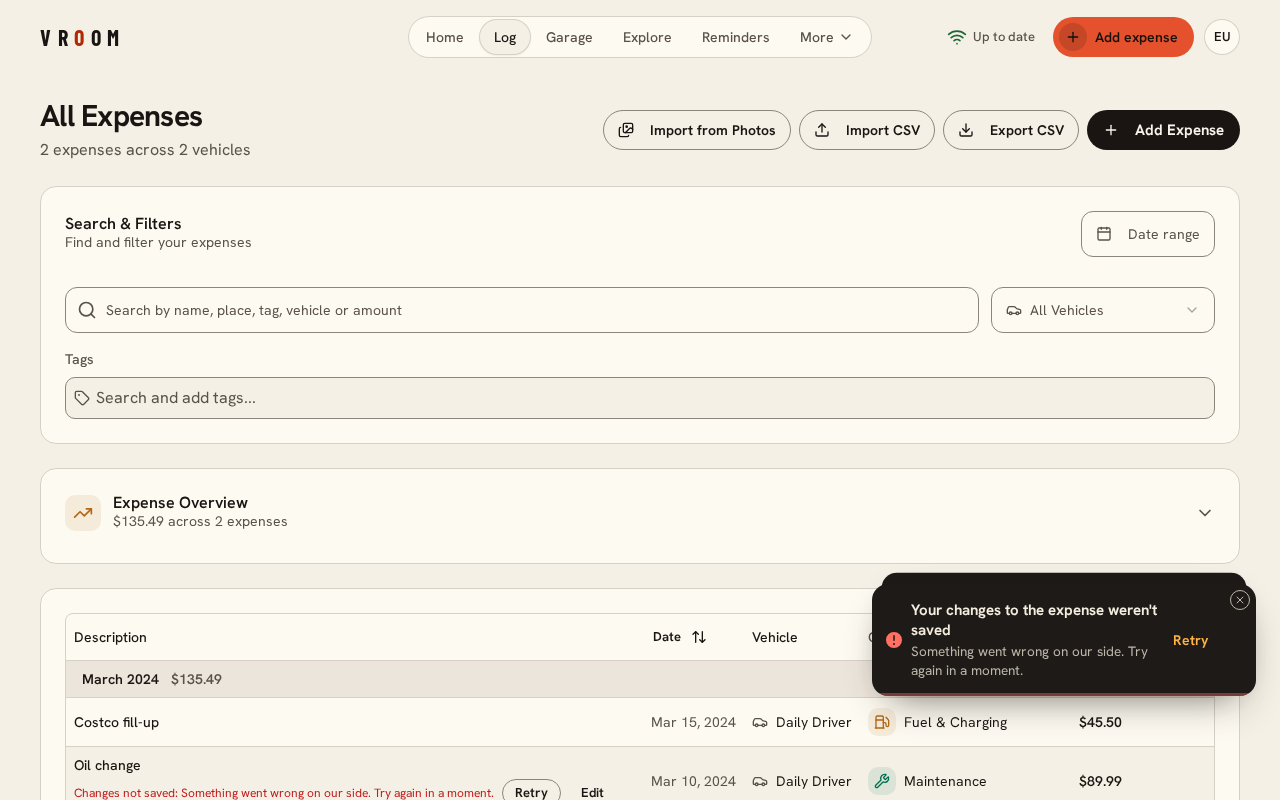 VROOM
Home
Log
Garage
Explore
Reminders
More
Up to date
Add expense
EU
All Expenses
2 expenses across 2 vehicles
Import from Photos
Import CSV
Export CSV
Add Expense
Search & Filters
Find and filter your expenses
Date range
Search by name, place, tag, vehicle or amount
All Vehicles
Tags
Search and add tags...
Expense Overview
$135.49 across 2 expenses
Your changes to the expense weren't
saved
Something went wrong on our side. Try
again in a moment.
Retry
Description
Date
Vehicle
March 2024 $135.49
Costco fill-up
Mar 15, 2024
Daily Driver
Fuel & Charging
$45.50
Oil change
Changes not saved: Something went wrong on our side. Try again in a moment.
Retry
Edit
Mar 10, 2024
Daily Driver
Maintenance
$89.99